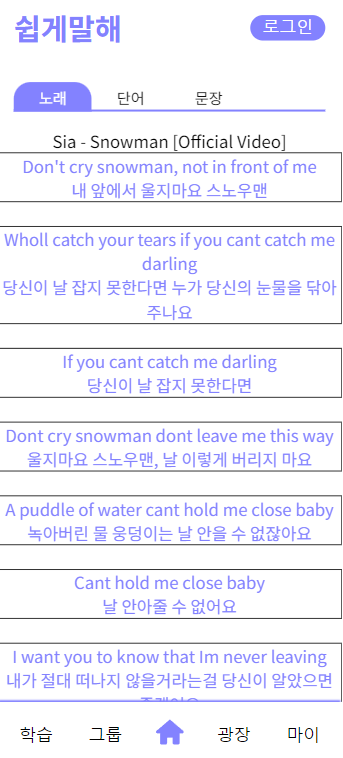 쉽게말해
로그인
노래 단어 문장
Sia - Snowman [Official Video]
Don't cry snowman, not in front of me
내 앞에서 울지마요 스노우맨
Wholl catch your tears if you cant catch me
darling
당신이 날 잡지 못한다면 누가 당신의 눈물을 닦아
주나요
If you cant catch me darling
당신이 날 잡지 못한다면
Dont cry snowman dont leave me this way
울지마요 스노우맨, 날 이렇게 버리지 마요
A puddle of water cant hold me close baby
녹아버린 물 웅덩이는 날 안을 수 없잖아요
Cant hold me close baby
날 안아줄 수 없어요
I want you to know that Im never leaving
내가 절대 떠나지 않을거라는걸 당신이 알았으면
학습 그룹 광장 마이